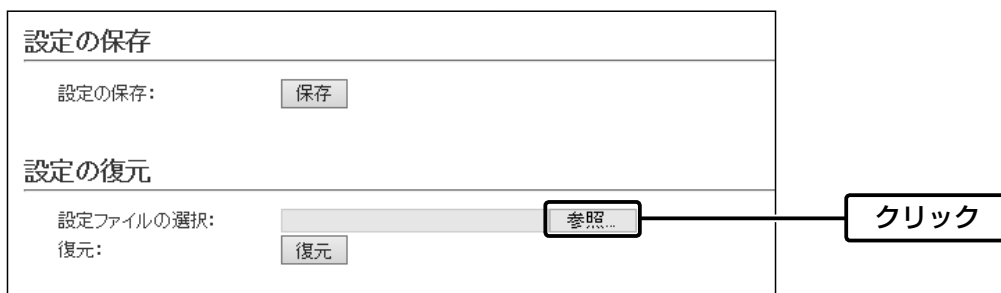 設定の保存
設定の保存: 保存
設定の復元
設定ファイルの選択: 参照...
クリック
復元: 復元